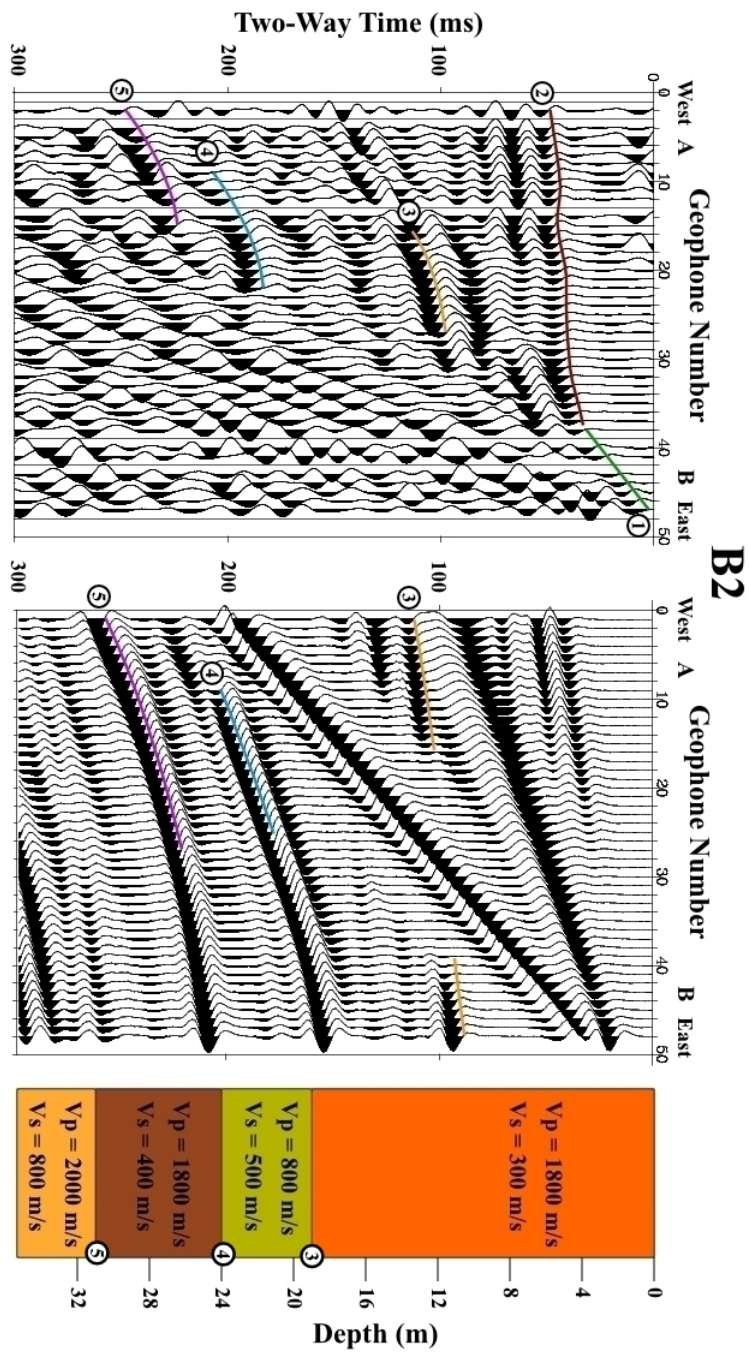 B2
West A Geophone Number B East
0 10 20 30 40 50
Two-Way Time (ms)
0
100
200
300
1
2
3
4
5
West A Geophone Number B East
0 10 20 30 40 50
100
200
300
3
3
4
5
Vp = 1800 m/s
Vs = 300 m/s
Vp = 800 m/s
Vs = 500 m/s
Vp = 1800 m/s
Vs = 400 m/s
Vp = 2000 m/s
Vs = 800 m/s
4
5
0
4
8
12
16
20
24
28
32
Depth (m)